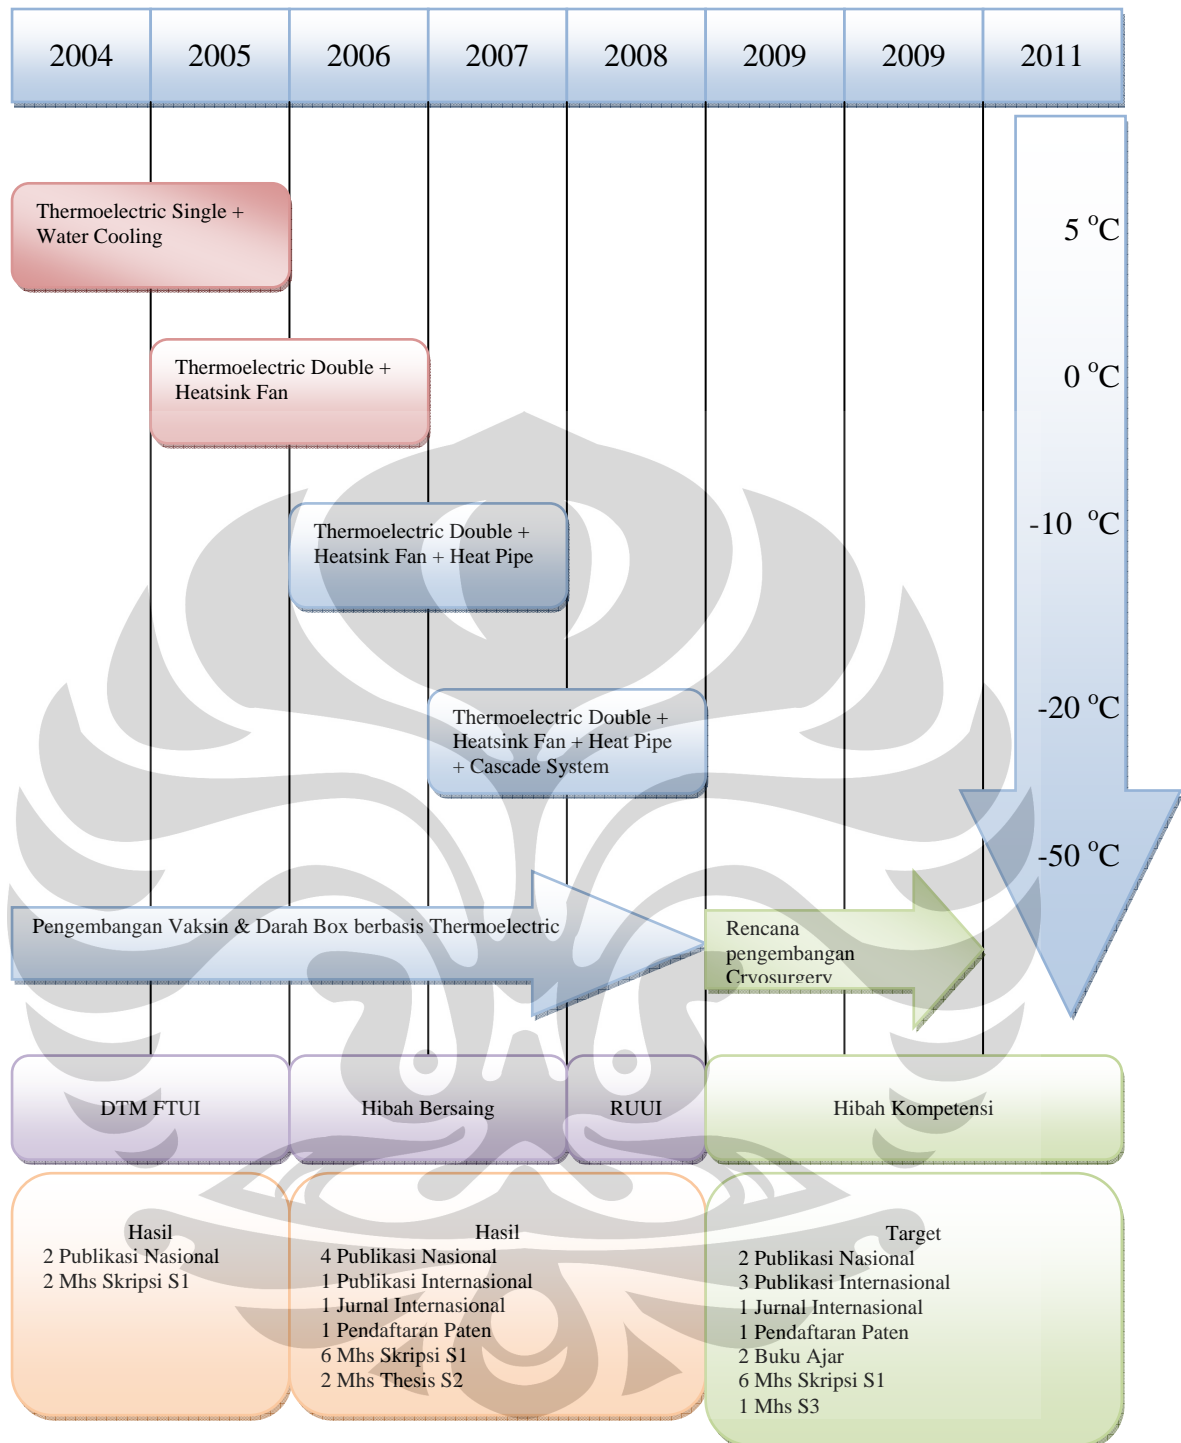 2004 2005 2006 2007 2008 2009 2009 2011
Thermoelectric Single +
Water Cooling
5 °C
Thermoelectric Double +
Heatsink Fan
0 °C
Thermoelectric Double +
Heatsink Fan + Heat Pipe
-10 °C
Thermoelectric Double +
Heatsink Fan + Heat Pipe
+ Cascade System
-20 °C
-50 °C
Pengembangan Vaksin & Darah Box berbasis Thermoelectric
Rencana
pengembangan
Cryosurgery
DTM FTUI
Hibah Bersaing
RUUI
Hibah Kompetensi
Hasil
2 Publikasi Nasional
2 Mhs Skripsi S1
Hasil
4 Publikasi Nasional
1 Publikasi Internasional
1 Jurnal Internasional
1 Pendaftaran Paten
6 Mhs Skripsi S1
2 Mhs Thesis S2
Target
2 Publikasi Nasional
3 Publikasi Internasional
1 Jurnal Internasional
1 Pendaftaran Paten
2 Buku Ajar
6 Mhs Skripsi S1
1 Mhs S3